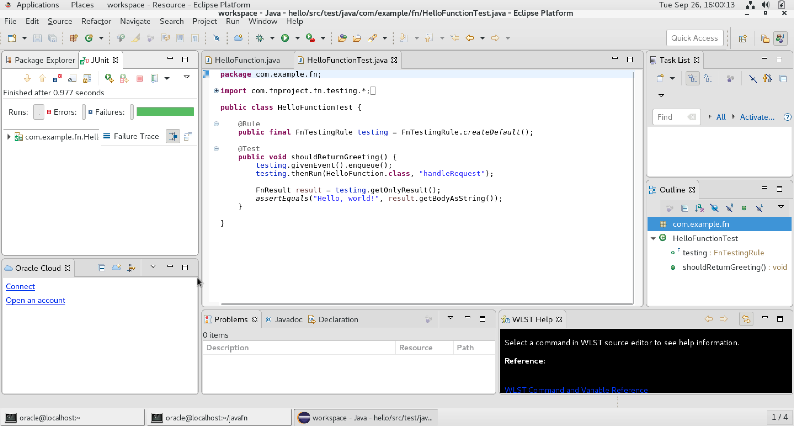 Applications Places workspace - Resource - Eclipse Platform Tue Sep 26, 16:00:13
workspace - Java - hello/src/test/java/com/example/fn/HelloFunctionTest.java - Eclipse Platform
File Edit Source Refactor Navigate Search Project Run Window Help
Quick Access
Package Explorer JUnit
Finished after 0.977 seconds
Runs: Errors: Failures:
com.example.fn.Hell Failure Trace
Oracle Cloud
Connect
Open an account
HelloFunction.java HelloFunctionTest.java
package com.example.fn;
import com.fnproject.fn.testing.*;
public class HelloFunctionTest {
@Rule
public final FnTestingRule testing = FnTestingRule.createDefault();
@Test
public void shouldReturnGreeting() {
testing.givenEvent().enqueue();
testing.thenRun(HelloFunction.class, "handleRequest");
FnResult result = testing.getOnlyResult();
assertEquals("Hello, world!", result.getBodyAsString());
}
}
Problems Javadoc Declaration
0 items
Description Resource Path
Task List
Find All Activate...
Outline
com.example.fn
HelloFunctionTest
testing : FnTestingRule
shouldReturnGreeting() : void
WLST Help
Select a command in WLST source editor to see help information.
Reference:
WLST Command and Variable Reference
oracle@localhost:~ oracle@localhost:~/javafn workspace - Java - hello/src/test/jav... 1 / 4